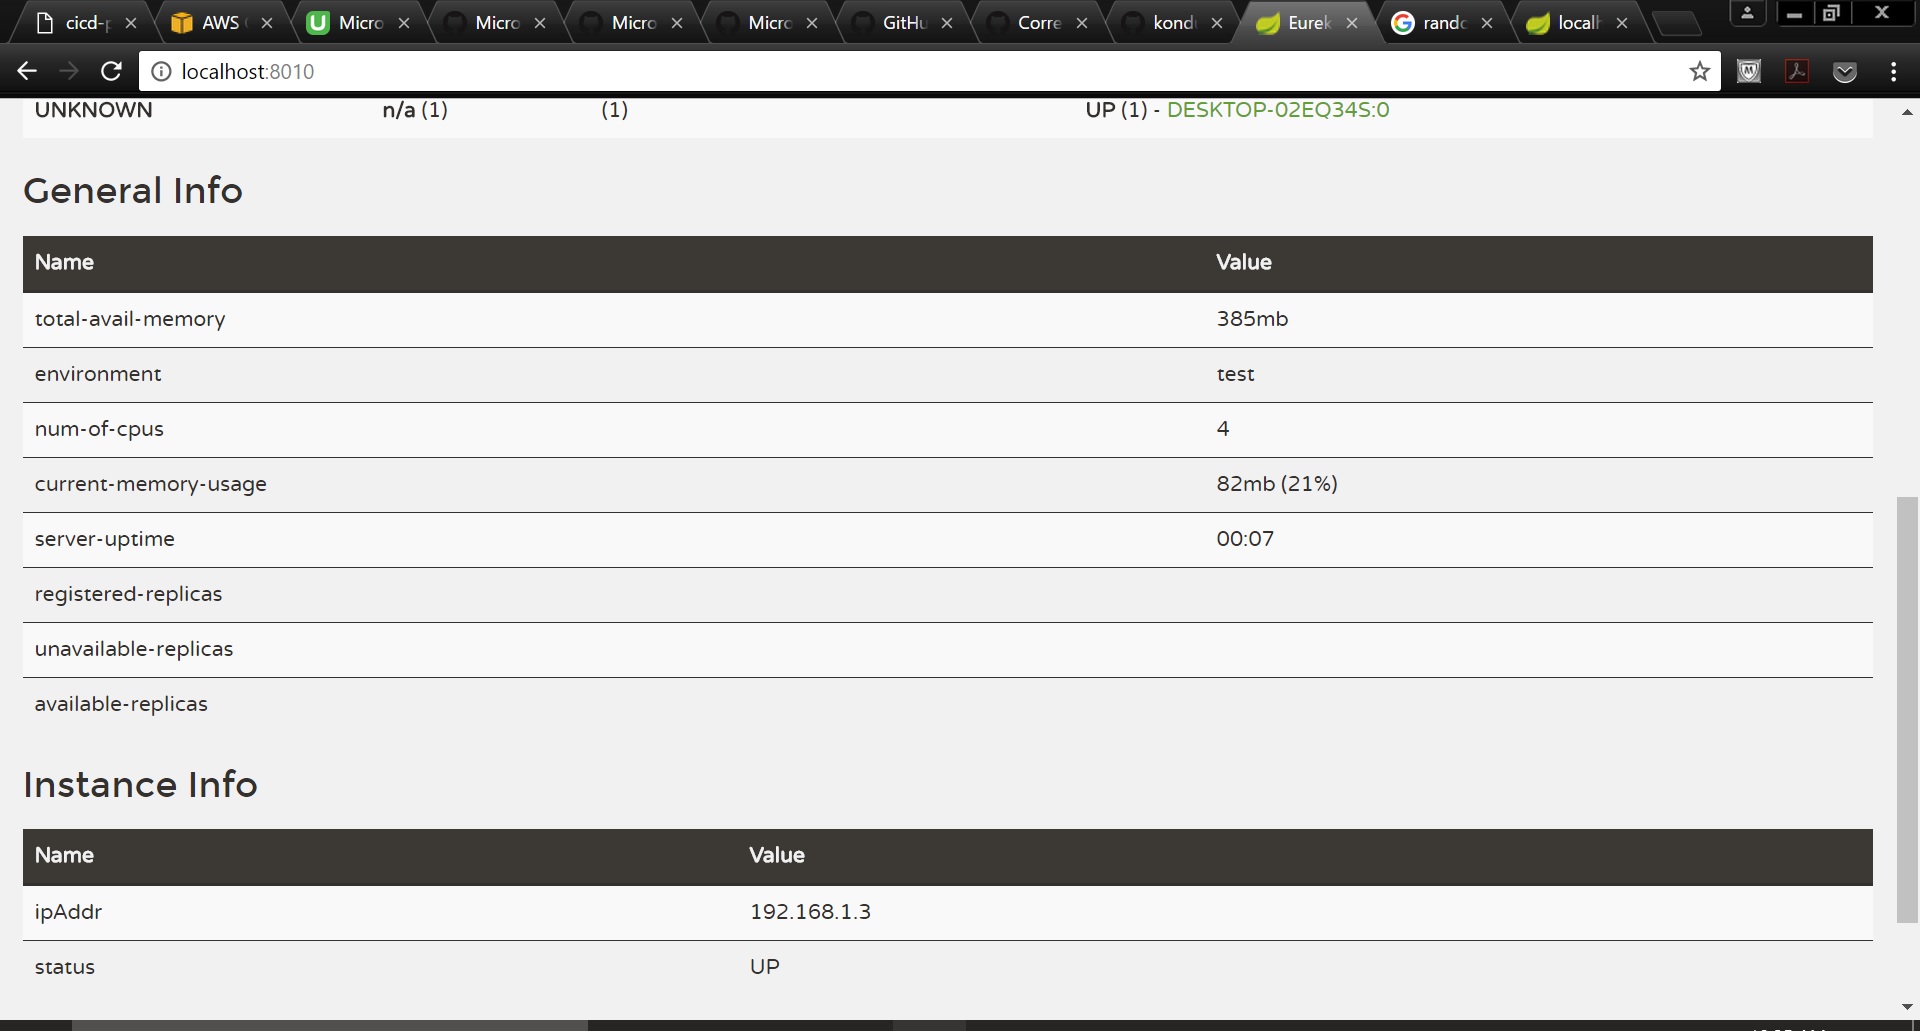 cicd-p AWS Micro Micro Micro Micro GitHu Corre kond Eurek rand localh
localhost:8010
UNKNOWN n/a (1) (1) UP (1) - DESKTOP-02EQ34S:0
General Info
Name Value
total-avail-memory 385mb
environment test
num-of-cpus 4
current-memory-usage 82mb (21%)
server-uptime 00:07
registered-replicas
unavailable-replicas
available-replicas
Instance Info
Name Value
ipAddr 192.168.1.3
status UP